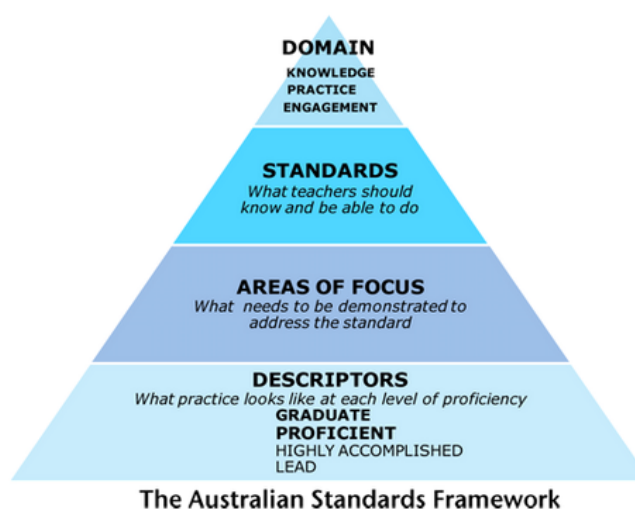 DOMAIN
KNOWLEDGE
PRACTICE
ENGAGEMENT
STANDARDS
What teachers should
know and be able to do
AREAS OF FOCUS
What needs to be demonstrated to
address the standard
DESCRIPTORS
What practice looks like at each level of proficiency
GRADUATE
PROFICIENT
HIGHLY ACCOMPLISHED
LEAD
The Australian Standards Framework